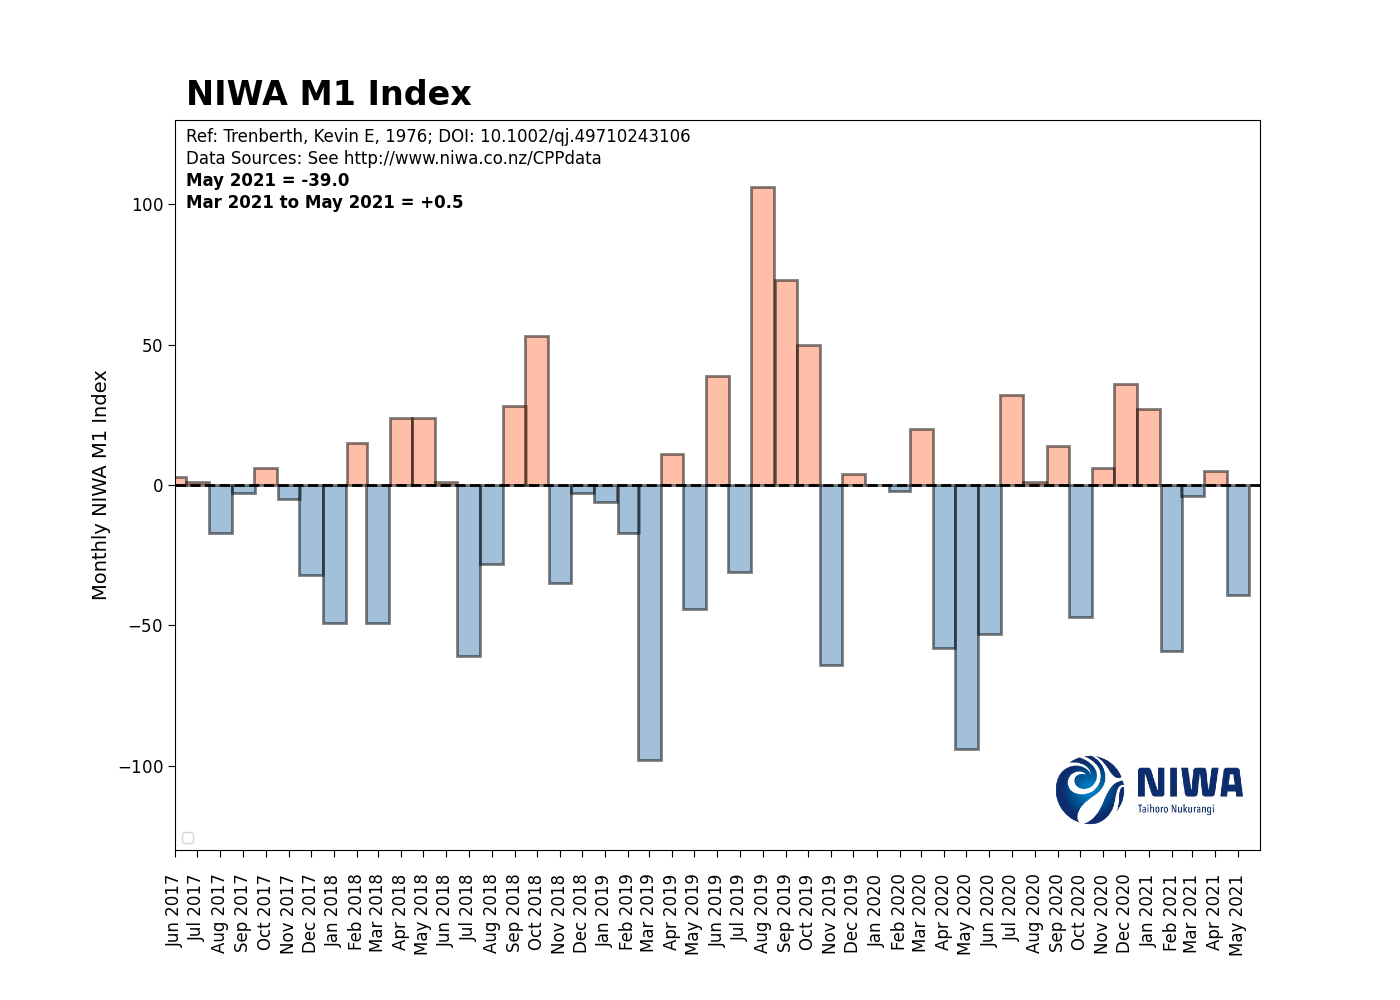 NIWA M1 Index
Ref: Trenberth, Kevin E, 1976; DOI: 10.1002/qj.49710243106
Data Sources: See http://www.niwa.co.nz/CPPdata
May 2021 = -39.0
Mar 2021 to May 2021 = +0.5
Monthly NIWA M1 Index
100
50
0
−50
−100
NIWA
Taihoro Nukurangi
Jun 2017
Jul 2017
Aug 2017
Sep 2017
Oct 2017
Nov 2017
Dec 2017
Jan 2018
Feb 2018
Mar 2018
Apr 2018
May 2018
Jun 2018
Jul 2018
Aug 2018
Sep 2018
Oct 2018
Nov 2018
Dec 2018
Jan 2019
Feb 2019
Mar 2019
Apr 2019
May 2019
Jun 2019
Jul 2019
Aug 2019
Sep 2019
Oct 2019
Nov 2019
Dec 2019
Jan 2020
Feb 2020
Mar 2020
Apr 2020
May 2020
Jun 2020
Jul 2020
Aug 2020
Sep 2020
Oct 2020
Nov 2020
Dec 2020
Jan 2021
Feb 2021
Mar 2021
Apr 2021
May 2021